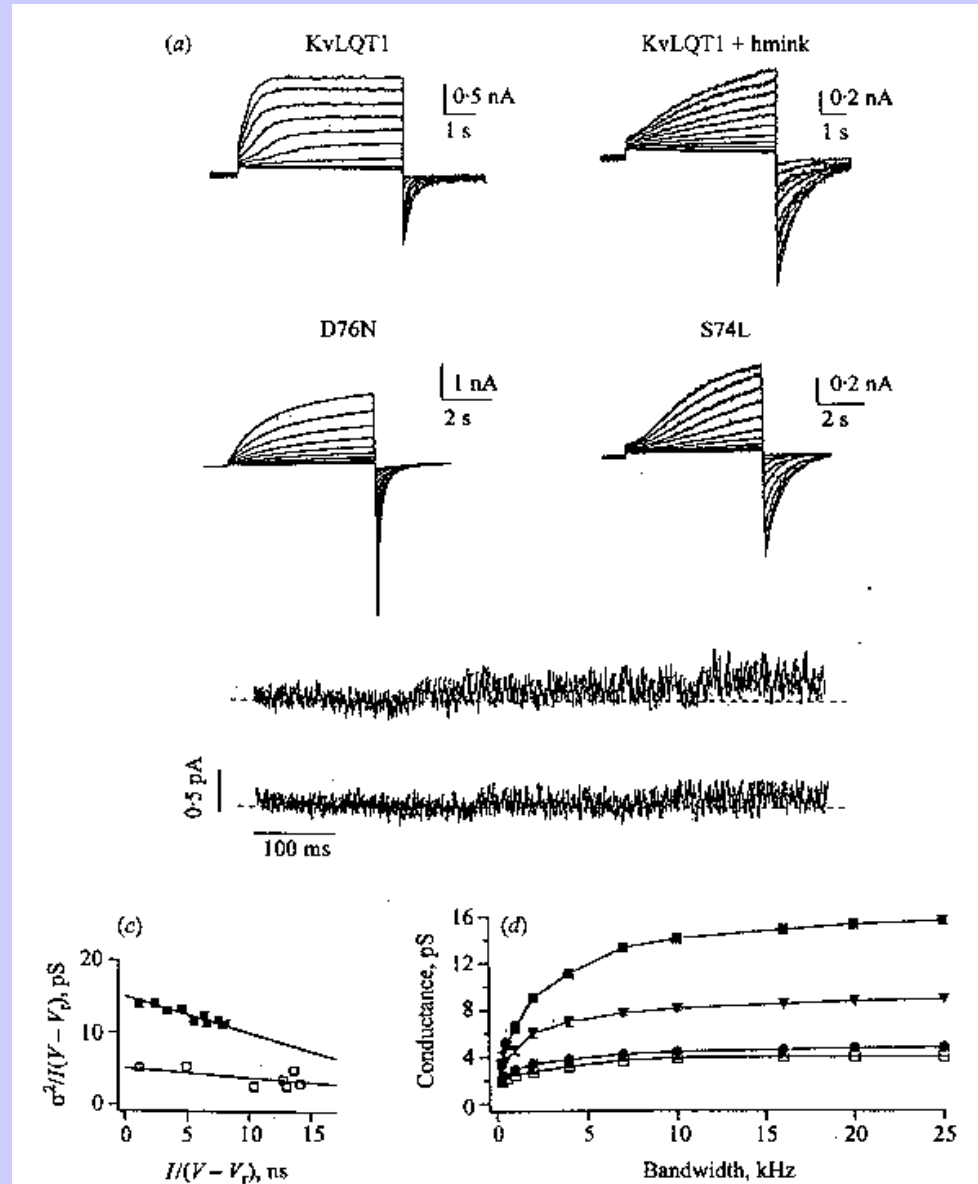 (a) KvLQT1 KvLQT1 + hmink
0·5 nA
1 s
0·2 nA
1 s
D76N S74L
1 nA
2 s
0·2 nA
2 s
0·5 pA
100 ms
(c)
20
10
0
0 5 10 15
σ²/I(V – Vr), pS
I/(V – Vr), ns
(d)
16
12
8
4
0
0 5 10 15 20 25
Conductance, pS
Bandwidth, kHz